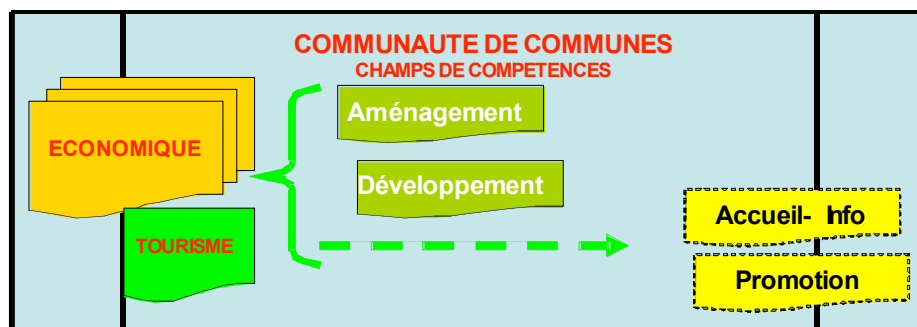 COMMUNAUTE DE COMMUNES
CHAMPS DE COMPETENCES
Aménagement
ECONOMIQUE
Développement
Accueil- Info
TOURISME
Promotion